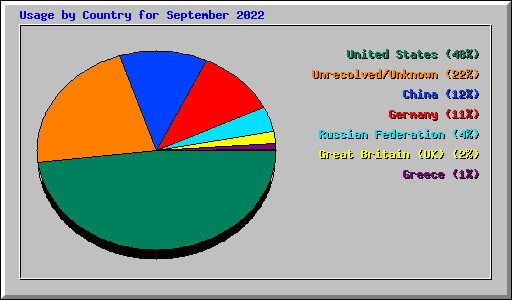 Usage by Country for September 2022
United States (48%)
Unresolved/Unknown (22%)
China (12%)
Germany (11%)
Russian Federation (4%)
Great Britain (UK) (2%)
Greece (1%)